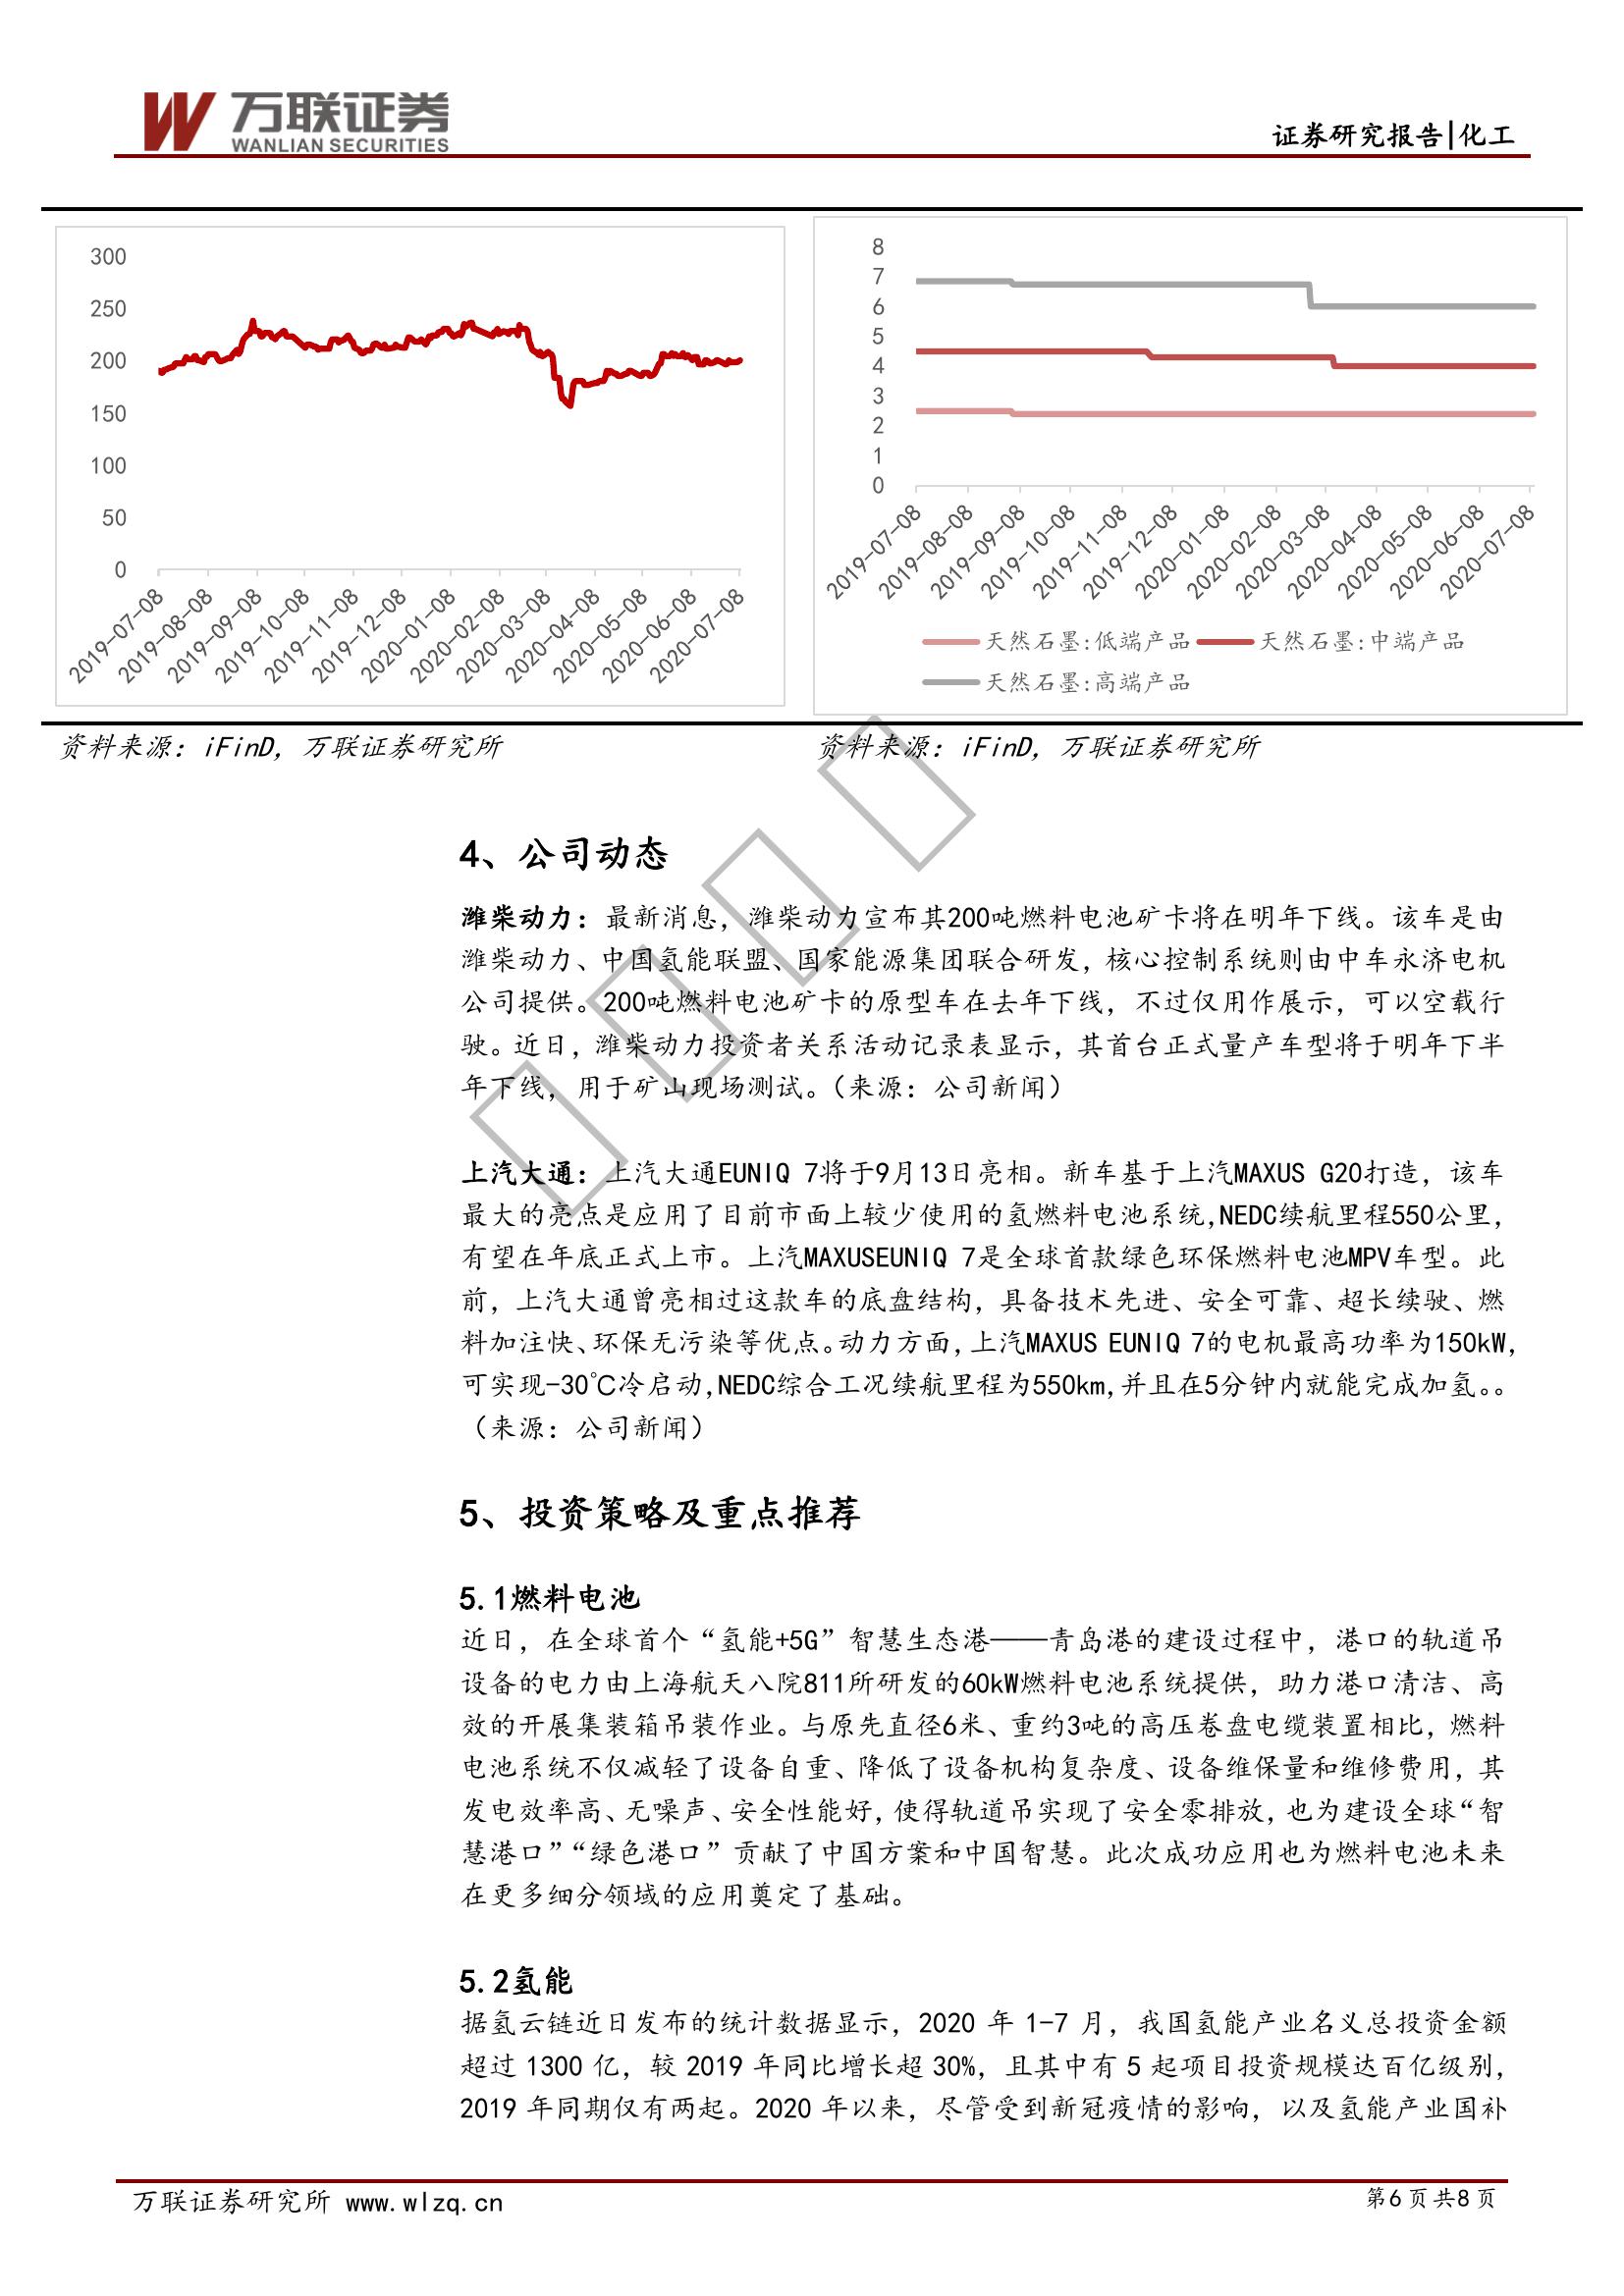 万联证券
WANLIAN SECURITIES
证券研究报告|化工
300
250
200
150
100
50
0
2019-07-08
2019-08-08
2019-09-08
2019-10-08
2019-11-08
2019-12-08
2020-01-08
2020-02-08
2020-03-08
2020-04-08
2020-05-08
2020-06-08
2020-07-08
8
7
6
5
4
3
2
1
0
2019-07-08
2019-08-08
2019-09-08
2019-10-08
2019-11-08
2019-12-08
2020-01-08
2020-02-08
2020-03-08
2020-04-08
2020-05-08
2020-06-08
2020-07-08
天然石墨:低端产品 天然石墨:中端产品
天然石墨:高端产品
资料来源：iFinD，万联证券研究所
资料来源：iFinD，万联证券研究所
4、公司动态
潍柴动力：最新消息，潍柴动力宣布其200吨燃料电池矿卡将在明年下线。该车是由
潍柴动力、中国氢能联盟、国家能源集团联合研发，核心控制系统则由中车永济电机
公司提供。200吨燃料电池矿卡的原型车在去年下线，不过仅用作展示，可以空载行
驶。近日，潍柴动力投资者关系活动记录表显示，其首台正式量产车型将于明年下半
年下线，用于矿山现场测试。（来源：公司新闻）
上汽大通：上汽大通EUNIQ 7将于9月13日亮相。新车基于上汽MAXUS G20打造，该车
最大的亮点是应用了目前市面上较少使用的氢燃料电池系统,NEDC续航里程550公里，
有望在年底正式上市。上汽MAXUSEUNIQ 7是全球首款绿色环保燃料电池MPV车型。此
前，上汽大通曾亮相过这款车的底盘结构，具备技术先进、安全可靠、超长续驶、燃
料加注快、环保无污染等优点。动力方面，上汽MAXUS EUNIQ 7的电机最高功率为150kW，
可实现-30℃冷启动,NEDC综合工况续航里程为550km,并且在5分钟内就能完成加氢。。
（来源：公司新闻）
5、投资策略及重点推荐
5.1燃料电池
近日，在全球首个“氢能+5G”智慧生态港——青岛港的建设过程中，港口的轨道吊
设备的电力由上海航天八院811所研发的60kW燃料电池系统提供，助力港口清洁、高
效的开展集装箱吊装作业。与原先直径6米、重约3吨的高压卷盘电缆装置相比，燃料
电池系统不仅减轻了设备自重、降低了设备机构复杂度、设备维保量和维修费用，其
发电效率高、无噪声、安全性能好，使得轨道吊实现了安全零排放，也为建设全球“智
慧港口”“绿色港口”贡献了中国方案和中国智慧。此次成功应用也为燃料电池未来
在更多细分领域的应用奠定了基础。
5.2氢能
据氢云链近日发布的统计数据显示，2020 年 1-7 月，我国氢能产业名义总投资金额
超过 1300 亿，较 2019 年同比增长超 30%，且其中有 5 起项目投资规模达百亿级别，
2019 年同期仅有两起。2020 年以来，尽管受到新冠疫情的影响，以及氢能产业国补
万联证券研究所 www.wlzq.cn
第6页共8页